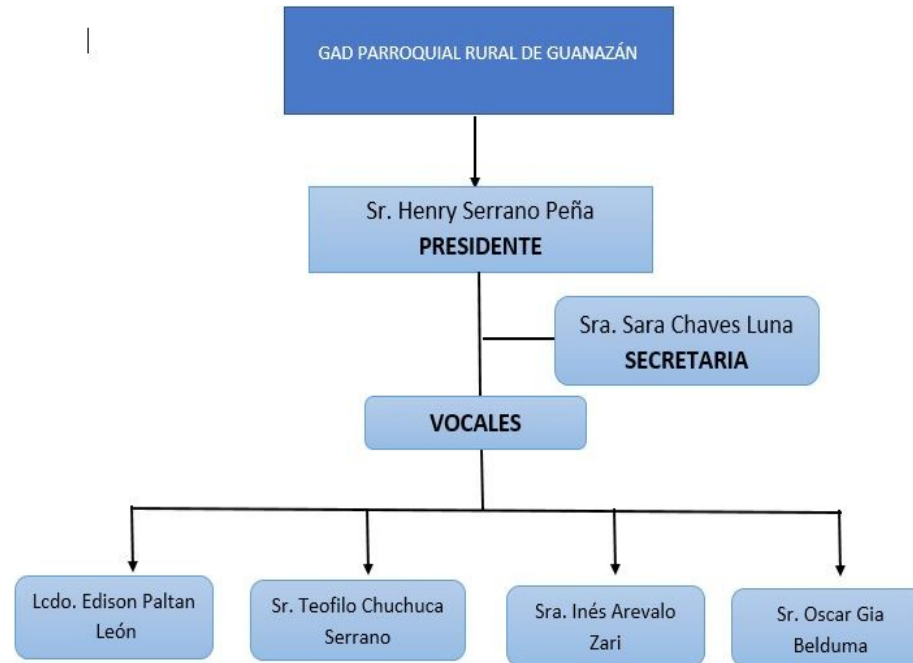 GAD PARROQUIAL RURAL DE GUANAZÁN
Sr. Henry Serrano Peña
PRESIDENTE
Sra. Sara Chaves Luna
SECRETARIA
VOCALES
Lcdo. Edison Paltan
León
Sr. Teofilo Chuchuca
Serrano
Sra. Inés Arevalo
Zari
Sr. Oscar Gia
Belduma